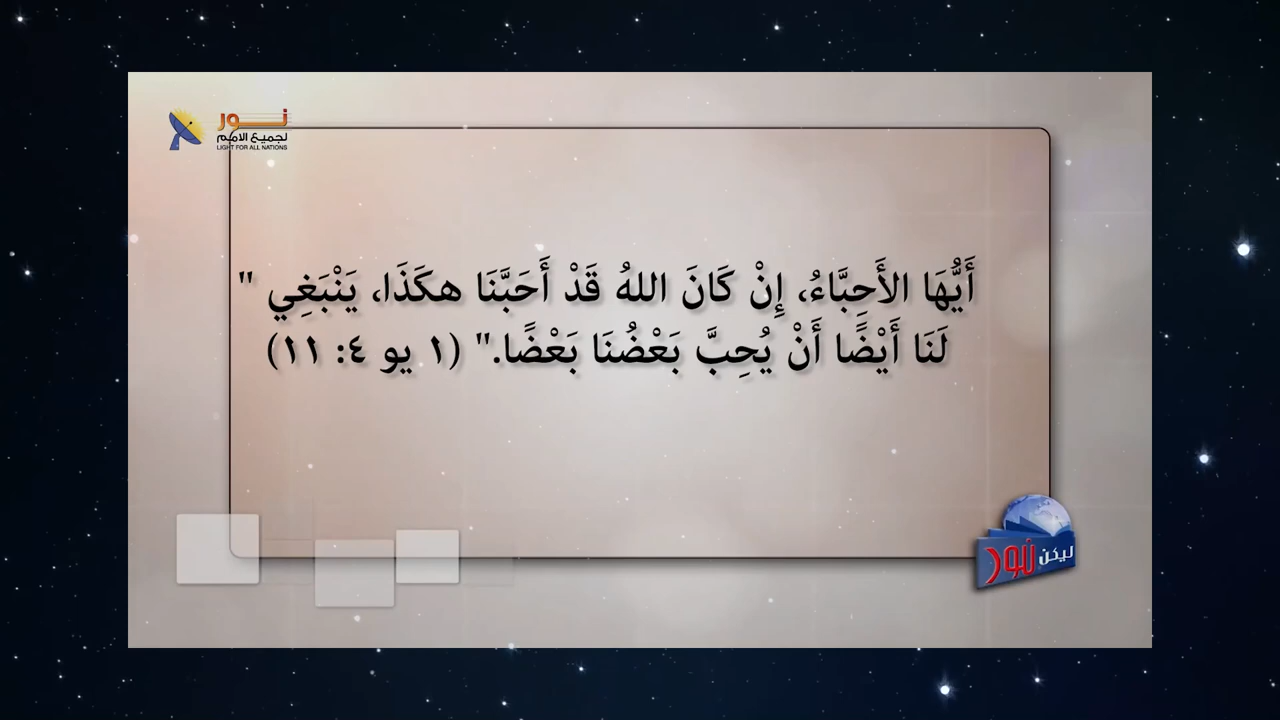 نور
لجميع الامم
LIGHT FOR ALL NATIONS
أَيُّهَا الأَحِبَّاءُ، إِنْ كَانَ اللهُ قَدْ أَحَبَّنَا هكَذَا، يَنْبَغِي "
لَنَا أَيْضًا أَنْ يُحِبَّ بَعْضُنَا بَعْضًا." (١ يو ٤: ١١)
ليكن نور